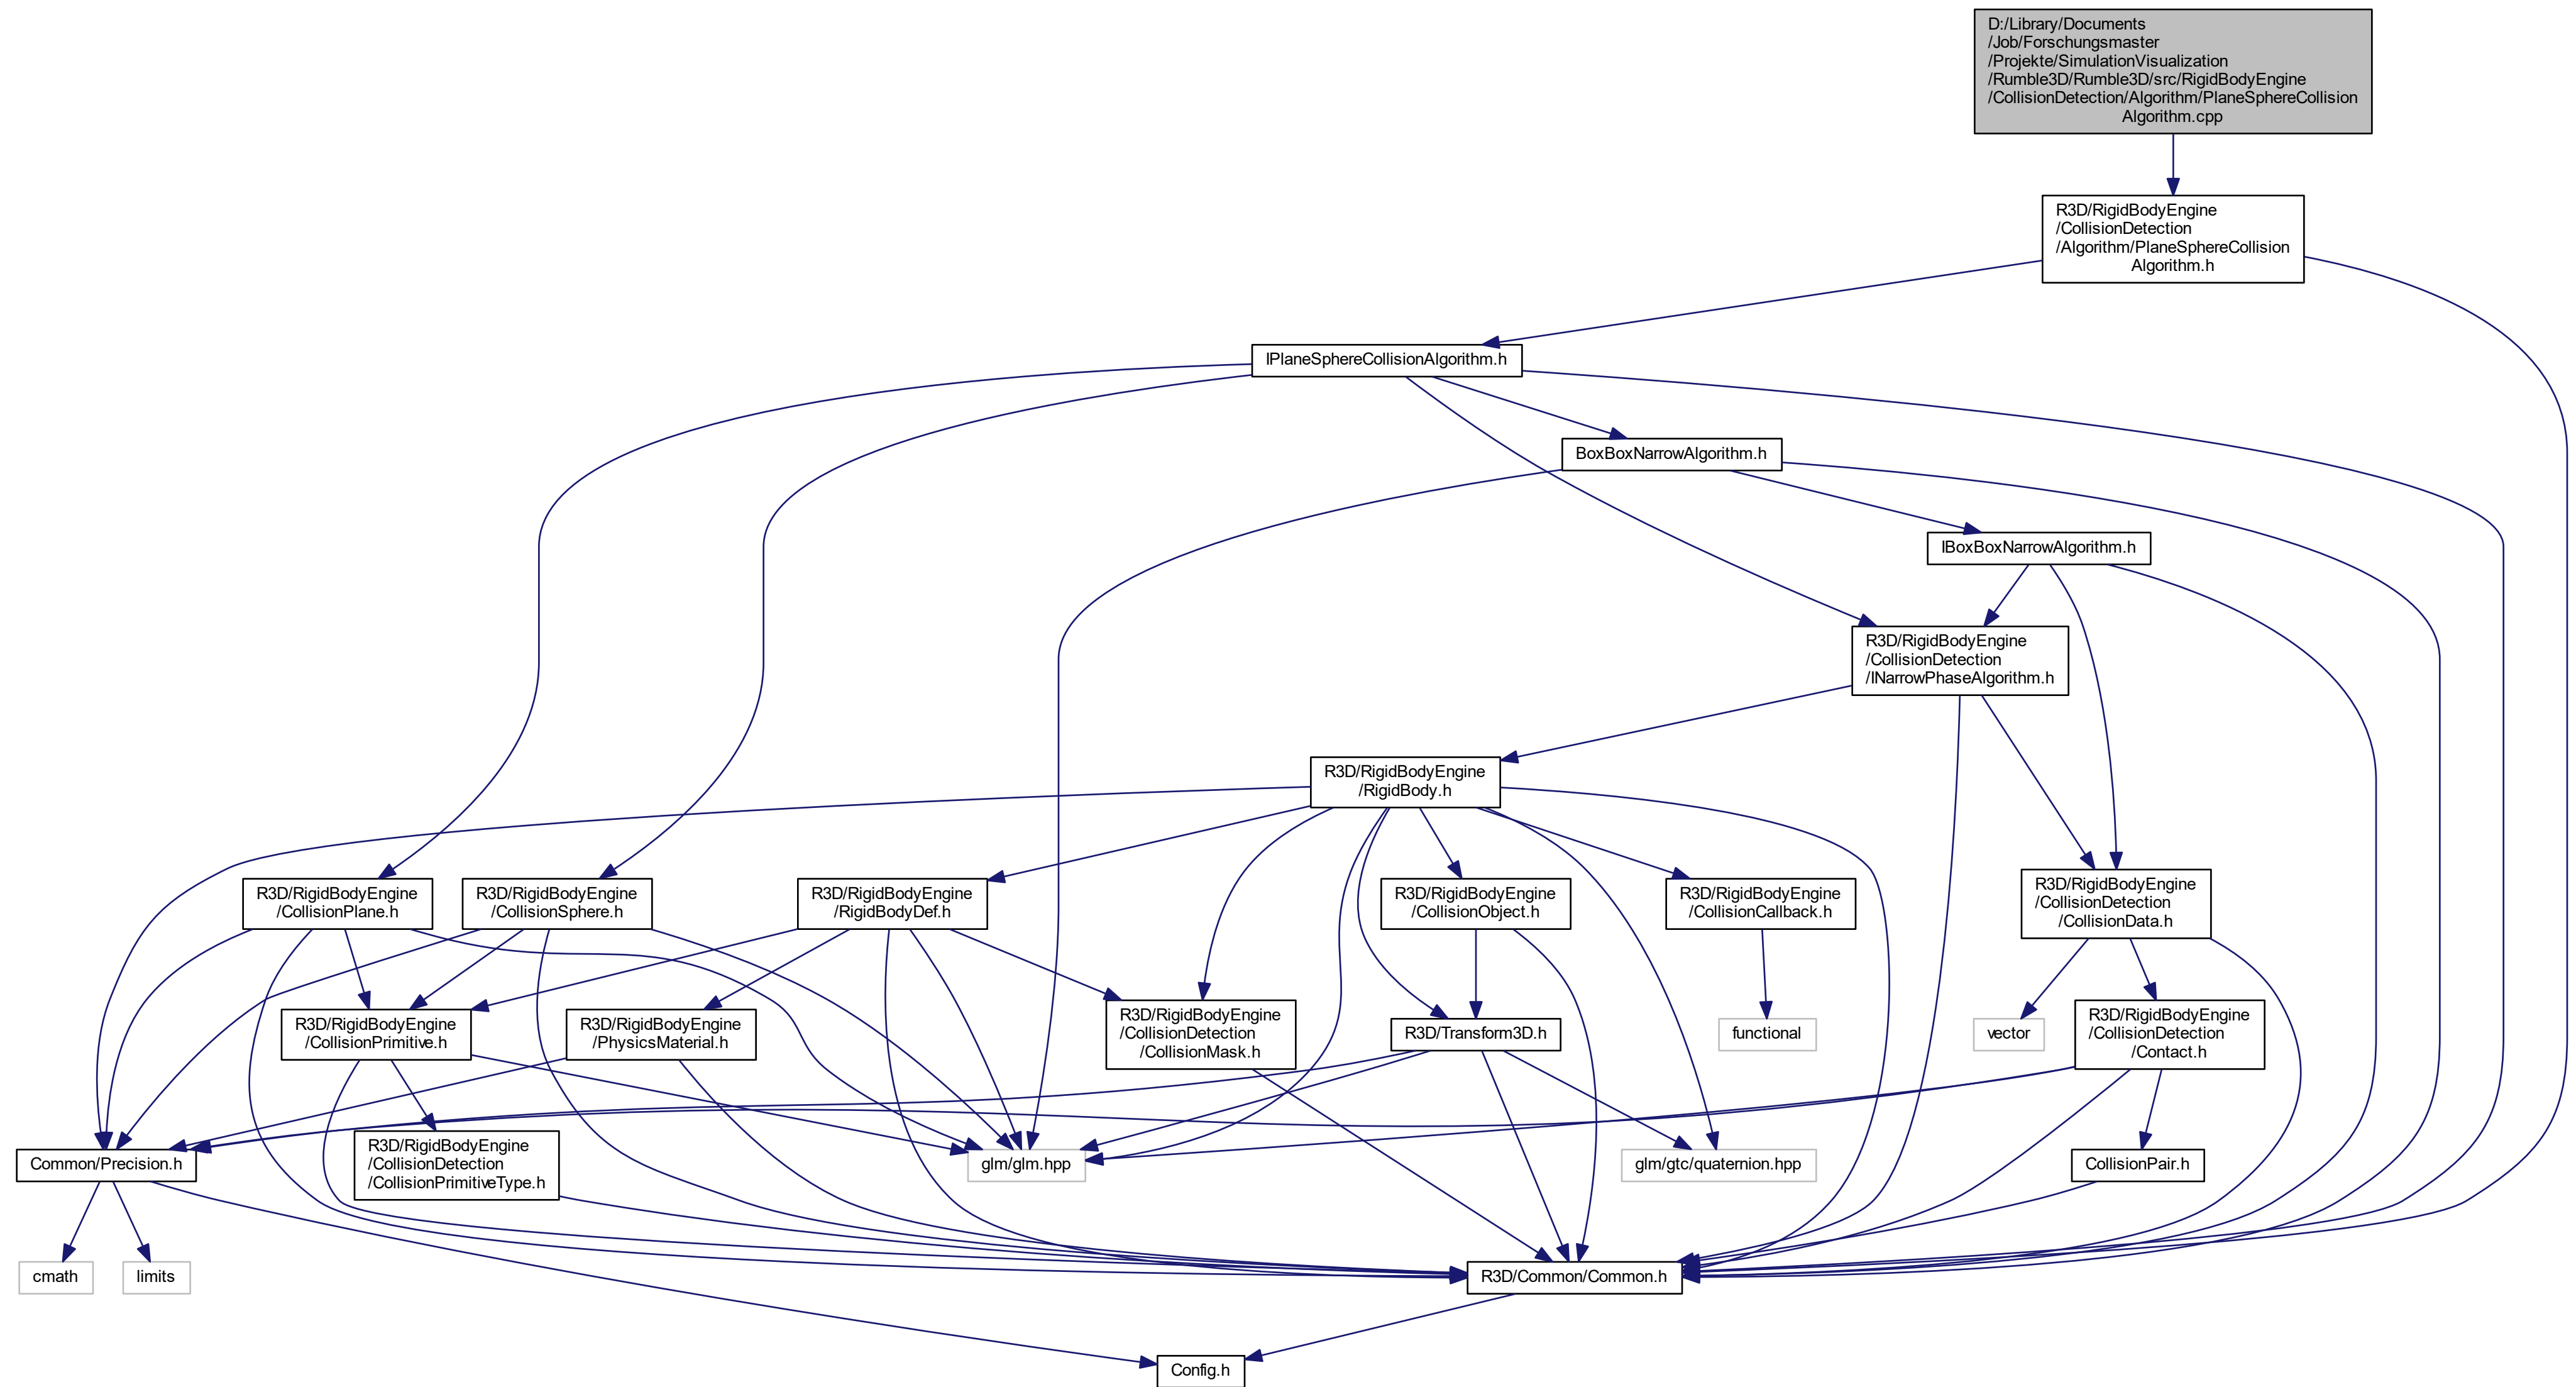 D:/Library/Documents
/Job/Forschungsmaster
/Projekte/SimulationVisualization
/Rumble3D/Rumble3D/src/RigidBodyEngine
/CollisionDetection/Algorithm/PlaneSphereCollision
Algorithm.cpp
R3D/RigidBodyEngine
/CollisionDetection
/Algorithm/PlaneSphereCollision
Algorithm.h
IPlaneSphereCollisionAlgorithm.h
BoxBoxNarrowAlgorithm.h
IBoxBoxNarrowAlgorithm.h
R3D/RigidBodyEngine
/CollisionDetection
/INarrowPhaseAlgorithm.h
R3D/RigidBodyEngine
/RigidBody.h
R3D/RigidBodyEngine
/CollisionPlane.h
R3D/RigidBodyEngine
/CollisionSphere.h
R3D/RigidBodyEngine
/RigidBodyDef.h
R3D/RigidBodyEngine
/CollisionObject.h
R3D/RigidBodyEngine
/CollisionCallback.h
R3D/RigidBodyEngine
/CollisionDetection
/CollisionData.h
R3D/RigidBodyEngine
/CollisionPrimitive.h
R3D/RigidBodyEngine
/PhysicsMaterial.h
R3D/RigidBodyEngine
/CollisionDetection
/CollisionMask.h
R3D/Transform3D.h
functional
vector
R3D/RigidBodyEngine
/CollisionDetection
/Contact.h
Common/Precision.h
R3D/RigidBodyEngine
/CollisionDetection
/CollisionPrimitiveType.h
glm/glm.hpp
glm/gtc/quaternion.hpp
CollisionPair.h
cmath
limits
R3D/Common/Common.h
Config.h